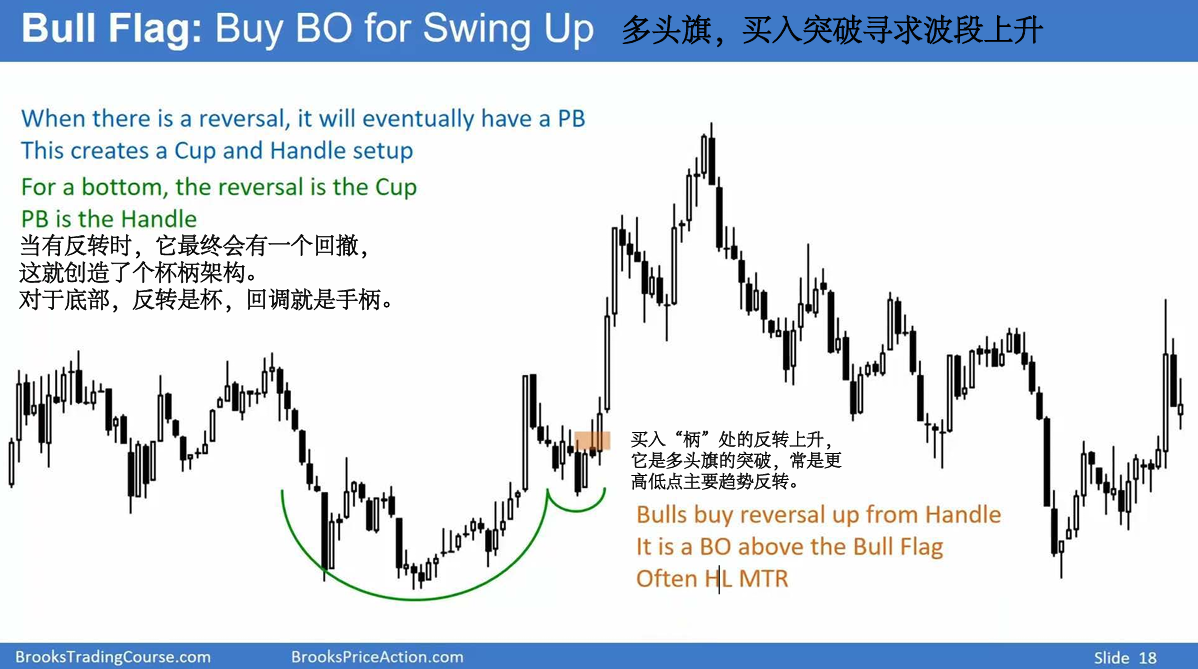 Bull Flag: Buy BO for Swing Up 多头旗，买入突破寻求波段上升
When there is a reversal, it will eventually have a PB
This creates a Cup and Handle setup
For a bottom, the reversal is the Cup
PB is the Handle
当有反转时，它最终会有一个回撤，
这就创造了个杯柄架构。
对于底部，反转是杯，回调就是手柄。
买入“柄”处的反转上升，
它是多头旗的突破，常是更
高低点主要趋势反转。
Bulls buy reversal up from Handle
It is a BO above the Bull Flag
Often HL MTR
BrooksTradingCourse.com BrooksPriceAction.com Slide 18